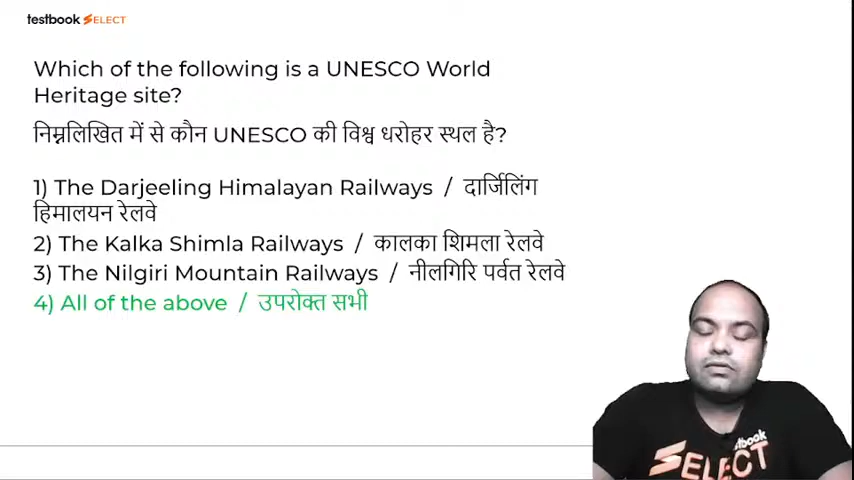 testbook SELECT
Which of the following is a UNESCO World
Heritage site?
निम्नलिखित में से कौन UNESCO की विश्व धरोहर स्थल है?
1) The Darjeeling Himalayan Railways / दार्जिलिंग
हिमालयन रेलवे
2) The Kalka Shimla Railways / कालका शिमला रेलवे
3) The Nilgiri Mountain Railways / नीलगिरि पर्वत रेलवे
4) All of the above / उपरोक्त सभी
SELECT